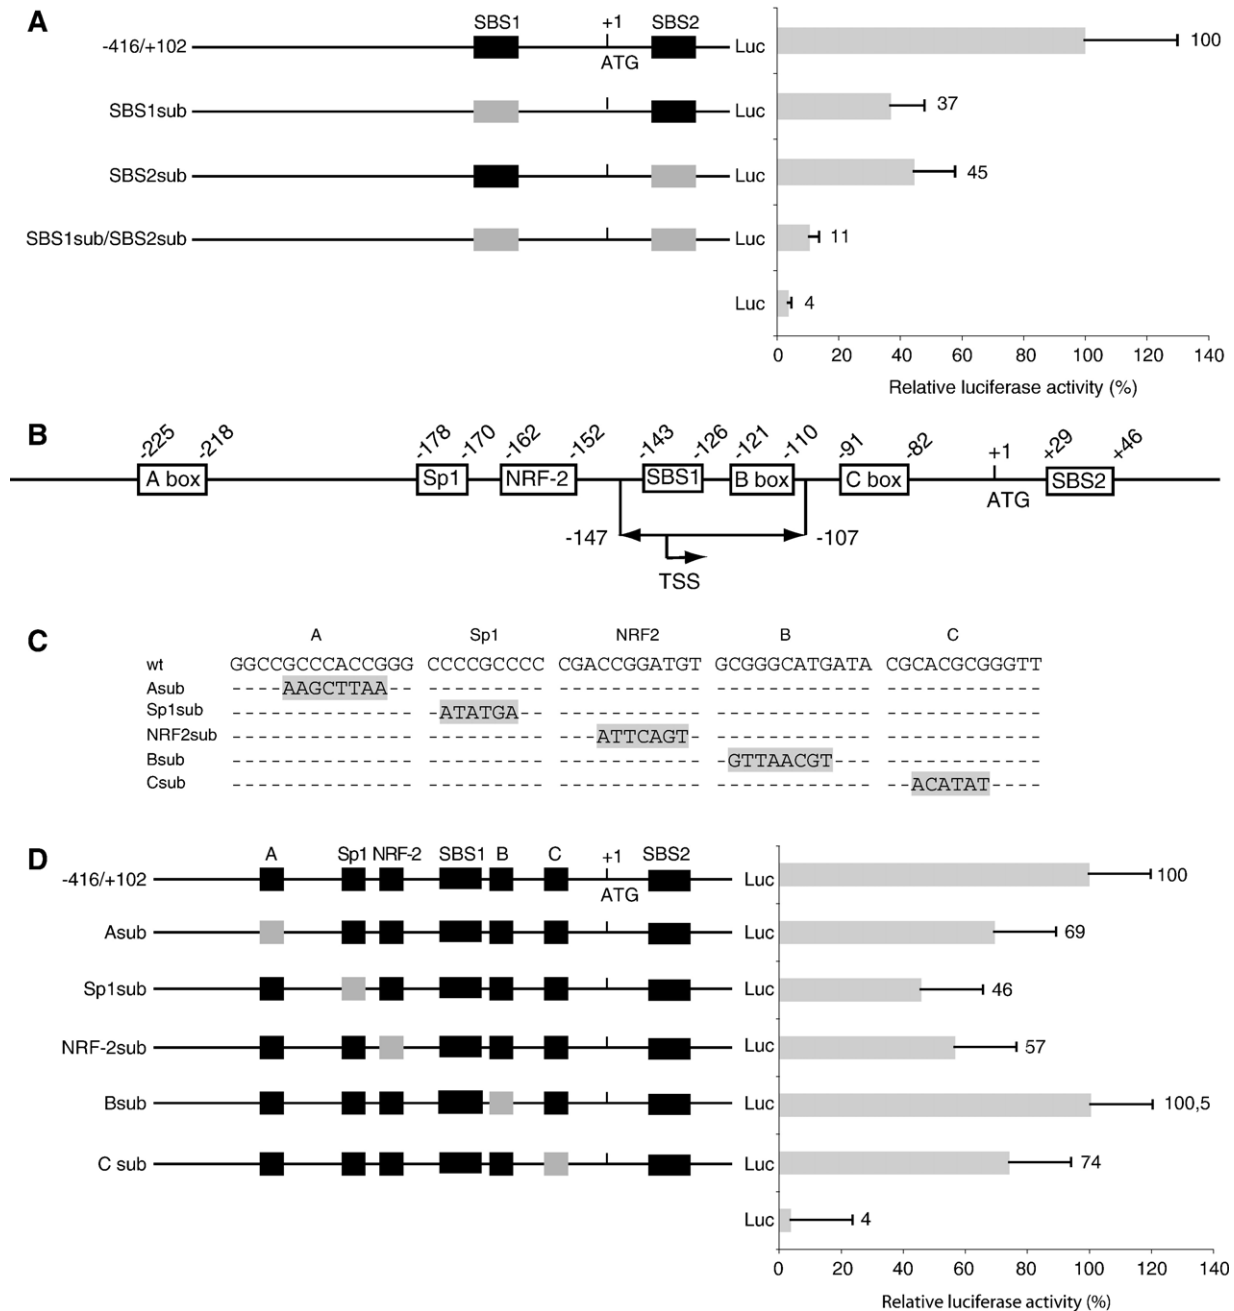 A
SBS1 +1 SBS2
-416/+102 ATG Luc 100
SBS1sub Luc 37
SBS2sub Luc 45
SBS1sub/SBS2sub Luc 11
Luc 4
0 20 40 60 80 100 120 140
Relative luciferase activity (%)
B
-225 -218 -178 -170 -162 -152 -143 -126 -121 -110 -91 -82 +1 +29 +46
A box Sp1 NRF-2 SBS1 B box C box ATG SBS2
-147 -107
TSS
C
A Sp1 NRF2 B C
wt GGCCGCCCACCGGG CCCCGCCCC CGACCGGATGT GCGGGCATGATA CGCACGCGGGTT
Asub ----AAGCTTAA-- --------- ----------- ------------ ------------
Sp1sub -------------- -ATATGA-- ----------- ------------ ------------
NRF2sub -------------- --------- ---ATTCAGT- ------------ ------------
Bsub -------------- --------- ----------- -GTTAACGT--- ------------
Csub -------------- --------- ----------- ------------ --ACATAT----
D
A Sp1 NRF-2 SBS1 B C +1 SBS2
-416/+102 ATG Luc 100
Asub Luc 69
Sp1sub Luc 46
NRF-2sub Luc 57
Bsub Luc 100,5
C sub Luc 74
Luc 4
0 20 40 60 80 100 120 140
Relative luciferase activity (%)